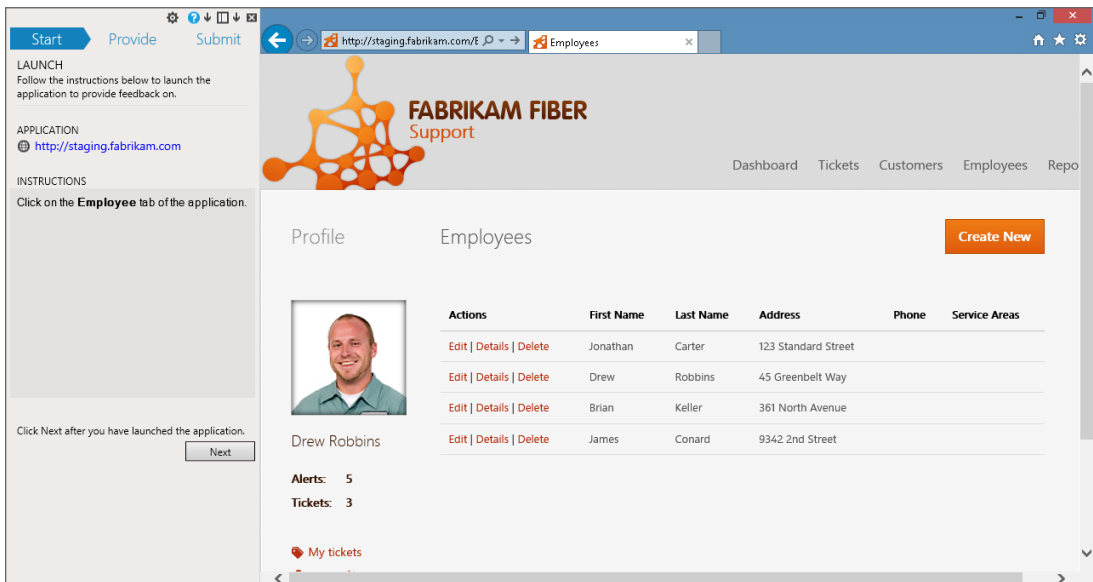 Start Provide Submit
LAUNCH
Follow the instructions below to launch the
application to provide feedback on.
APPLICATION
http://staging.fabrikam.com
INSTRUCTIONS
Click on the Employee tab of the application.
Click Next after you have launched the application.
Next
http://staging.fabrikam.com/E
Employees
FABRIKAM FIBER
Support
Dashboard Tickets Customers Employees Repo
Profile
Drew Robbins
Alerts: 5
Tickets: 3
My tickets
Employees
Create New
Actions First Name Last Name Address Phone Service Areas
Edit | Details | Delete Jonathan Carter 123 Standard Street
Edit | Details | Delete Drew Robbins 45 Greenbelt Way
Edit | Details | Delete Brian Keller 361 North Avenue
Edit | Details | Delete James Conard 9342 2nd Street